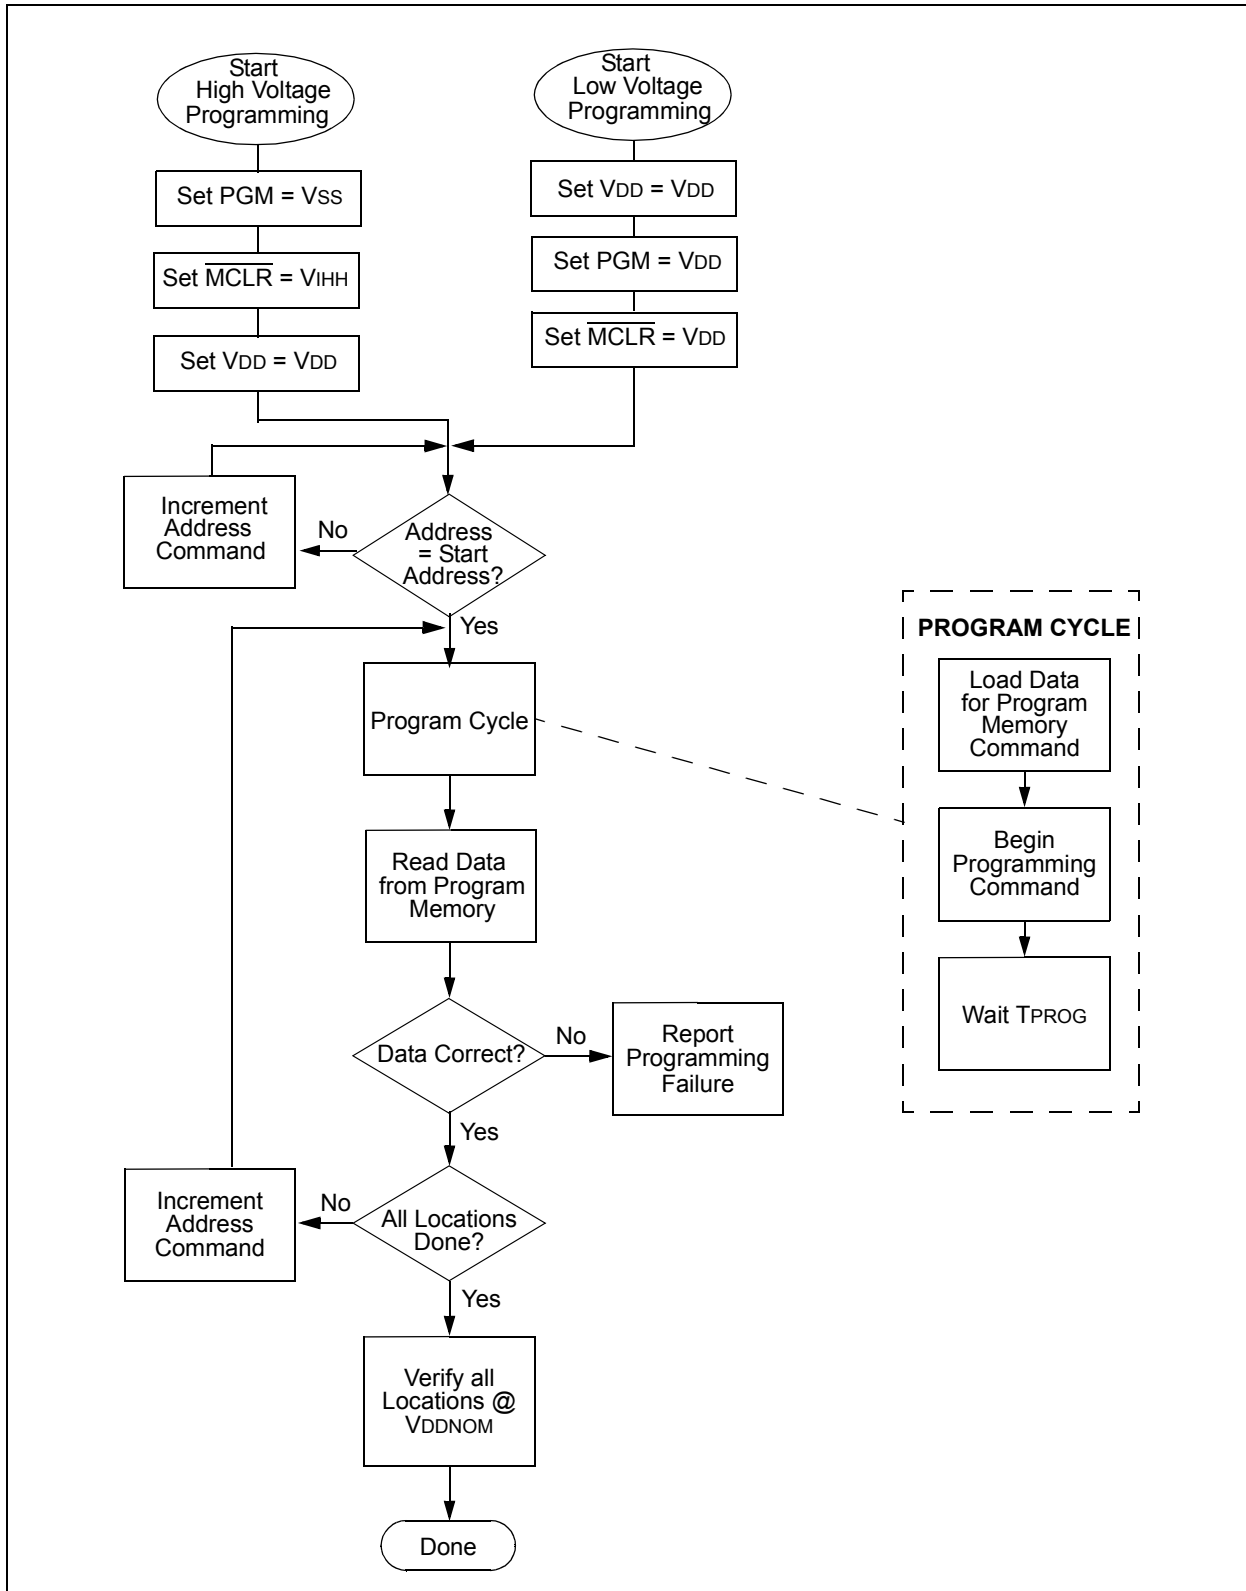 Start
High Voltage
Programming
Start
Low Voltage
Programming
Set PGM = VSS
Set VDD = VDD
Set MCLR = VIHH
Set PGM = VDD
Set VDD = VDD
Set MCLR = VDD
Increment
Address
Command
No
Address
= Start
Address?
Yes
Program Cycle
PROGRAM CYCLE
Load Data
for Program
Memory
Command
Begin
Programming
Command
Wait TPROG
Read Data
from Program
Memory
Data Correct?
No
Report
Programming
Failure
Yes
Increment
Address
Command
No
All Locations
Done?
Yes
Verify all
Locations @
VDDNOM
Done